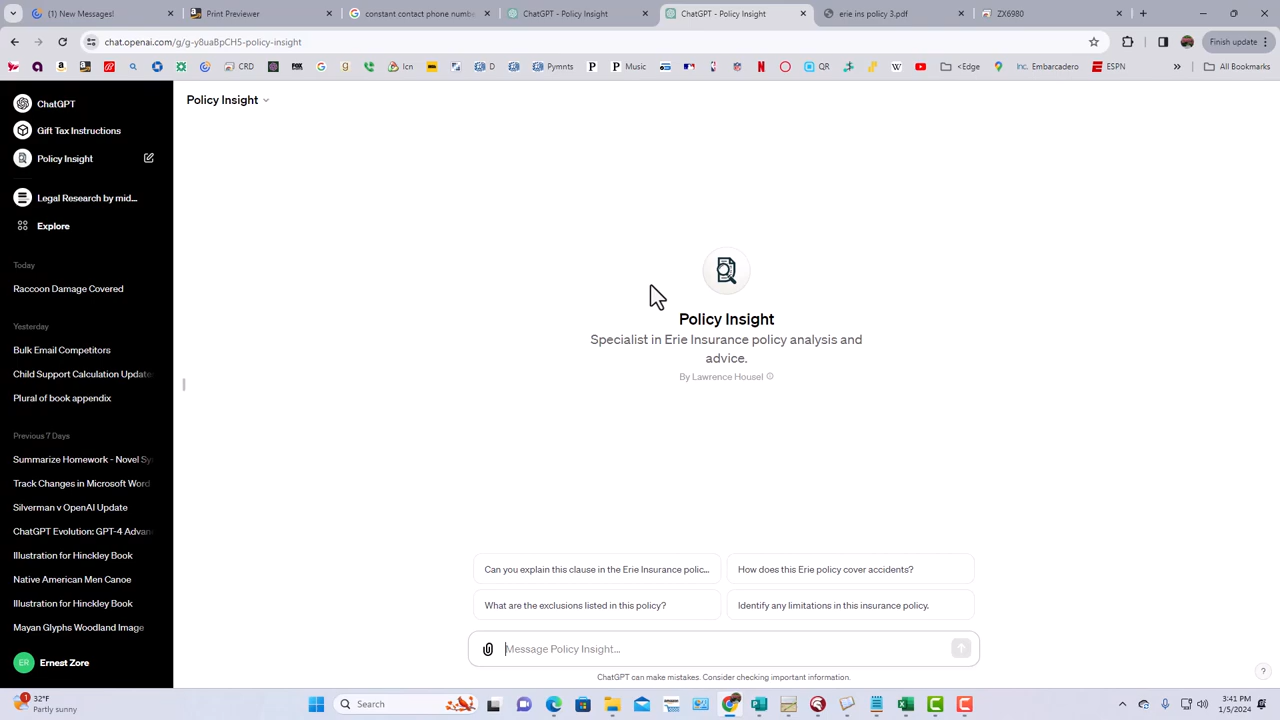 (1) New Message!
Policy Insight
constant contact phone numb
ChatGPT - Policy Insight
ChatGPT - Policy Insight
erie ins policy 3.pdf
ZX6980
chat.openai.com/g/g-y8uaBpCH5-policy-insight
Finish update
CRD
Icn
Pymnts
Music
QR
<Edge
Inc. Embarcadero
ESPN
All Bookmarks
ChatGPT
Gift Tax Instructions
Policy Insight
Legal Research by mid...
Explore
Today
Raccoon Damage Covered
Yesterday
Bulk Email Competitors
Child Support Calculation Update
Plural of book appendix
Previous 7 Days
Summarize Homework - Novel Sy
Track Changes in Microsoft Word
Silverman v OpenAI Update
ChatGPT Evolution: GPT-4 Advan
Illustration for Hinckley Book
Native American Men Canoe
Illustration for Hinckley Book
Mayan Glyphs Woodland Image
ER Ernest Zore
Policy Insight
Policy Insight
Specialist in Erie Insurance policy analysis and
advice.
By Lawrence Housel
Can you explain this clause in the Erie Insurance polic...
How does this Erie policy cover accidents?
What are the exclusions listed in this policy?
Identify any limitations in this insurance policy.
Message Policy Insight...
ChatGPT can make mistakes. Consider checking important information.
?
1
32°F
Partly sunny
Search
3:41 PM
1/5/2024